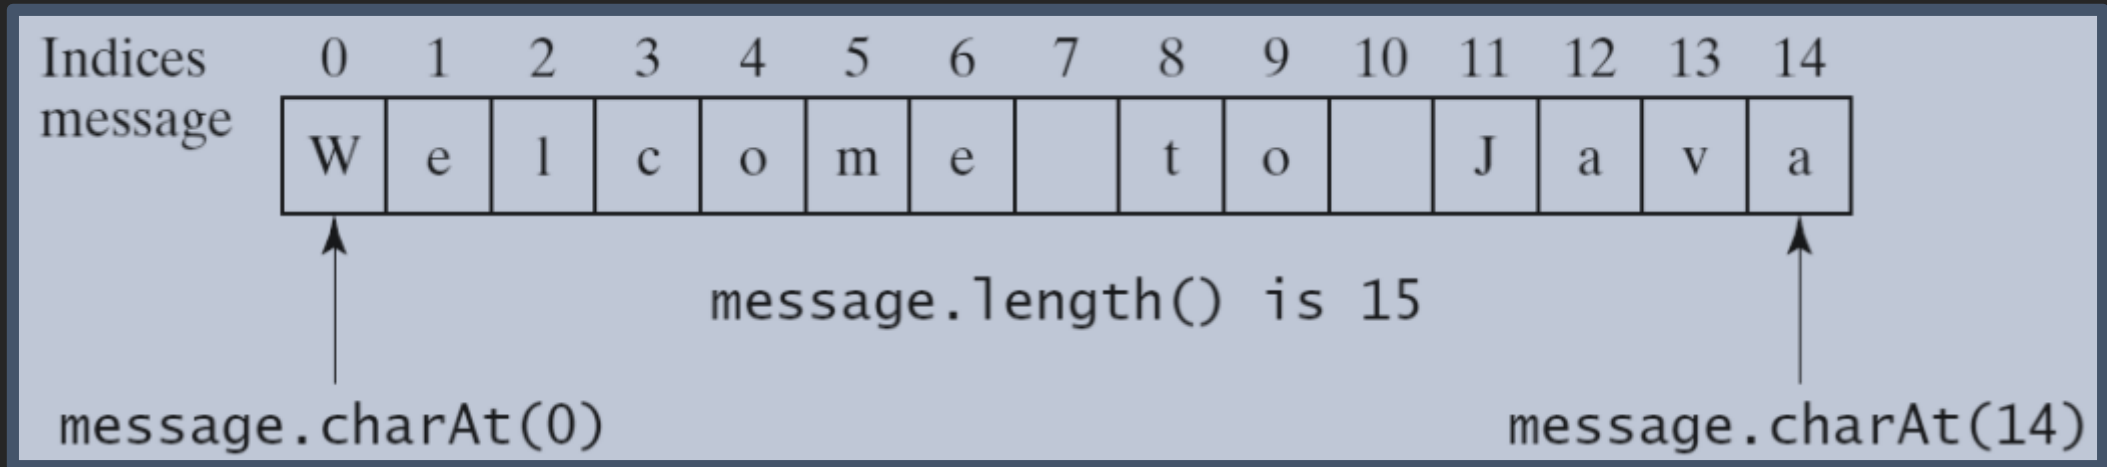 Indices 0 1 2 3 4 5 6 7 8 9 10 11 12 13 14
message W e l c o m e t o J a v a
message.length() is 15
message.charAt(0) message.charAt(14)